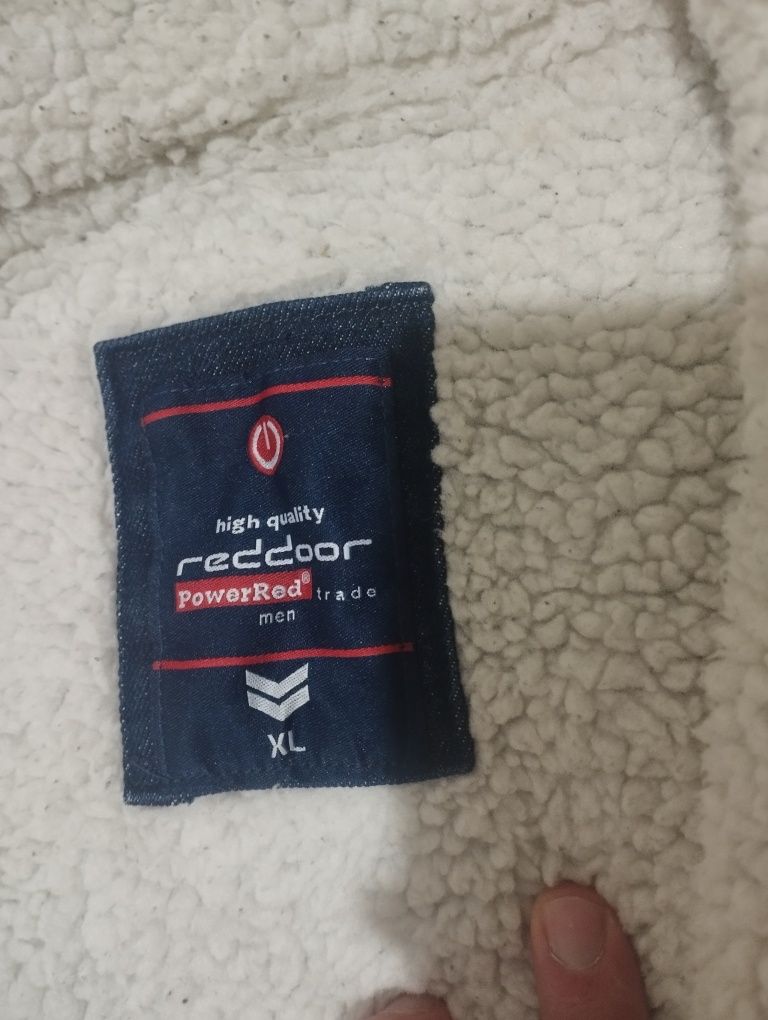 high quality
reddoor
PowerRed® trade
men
XL